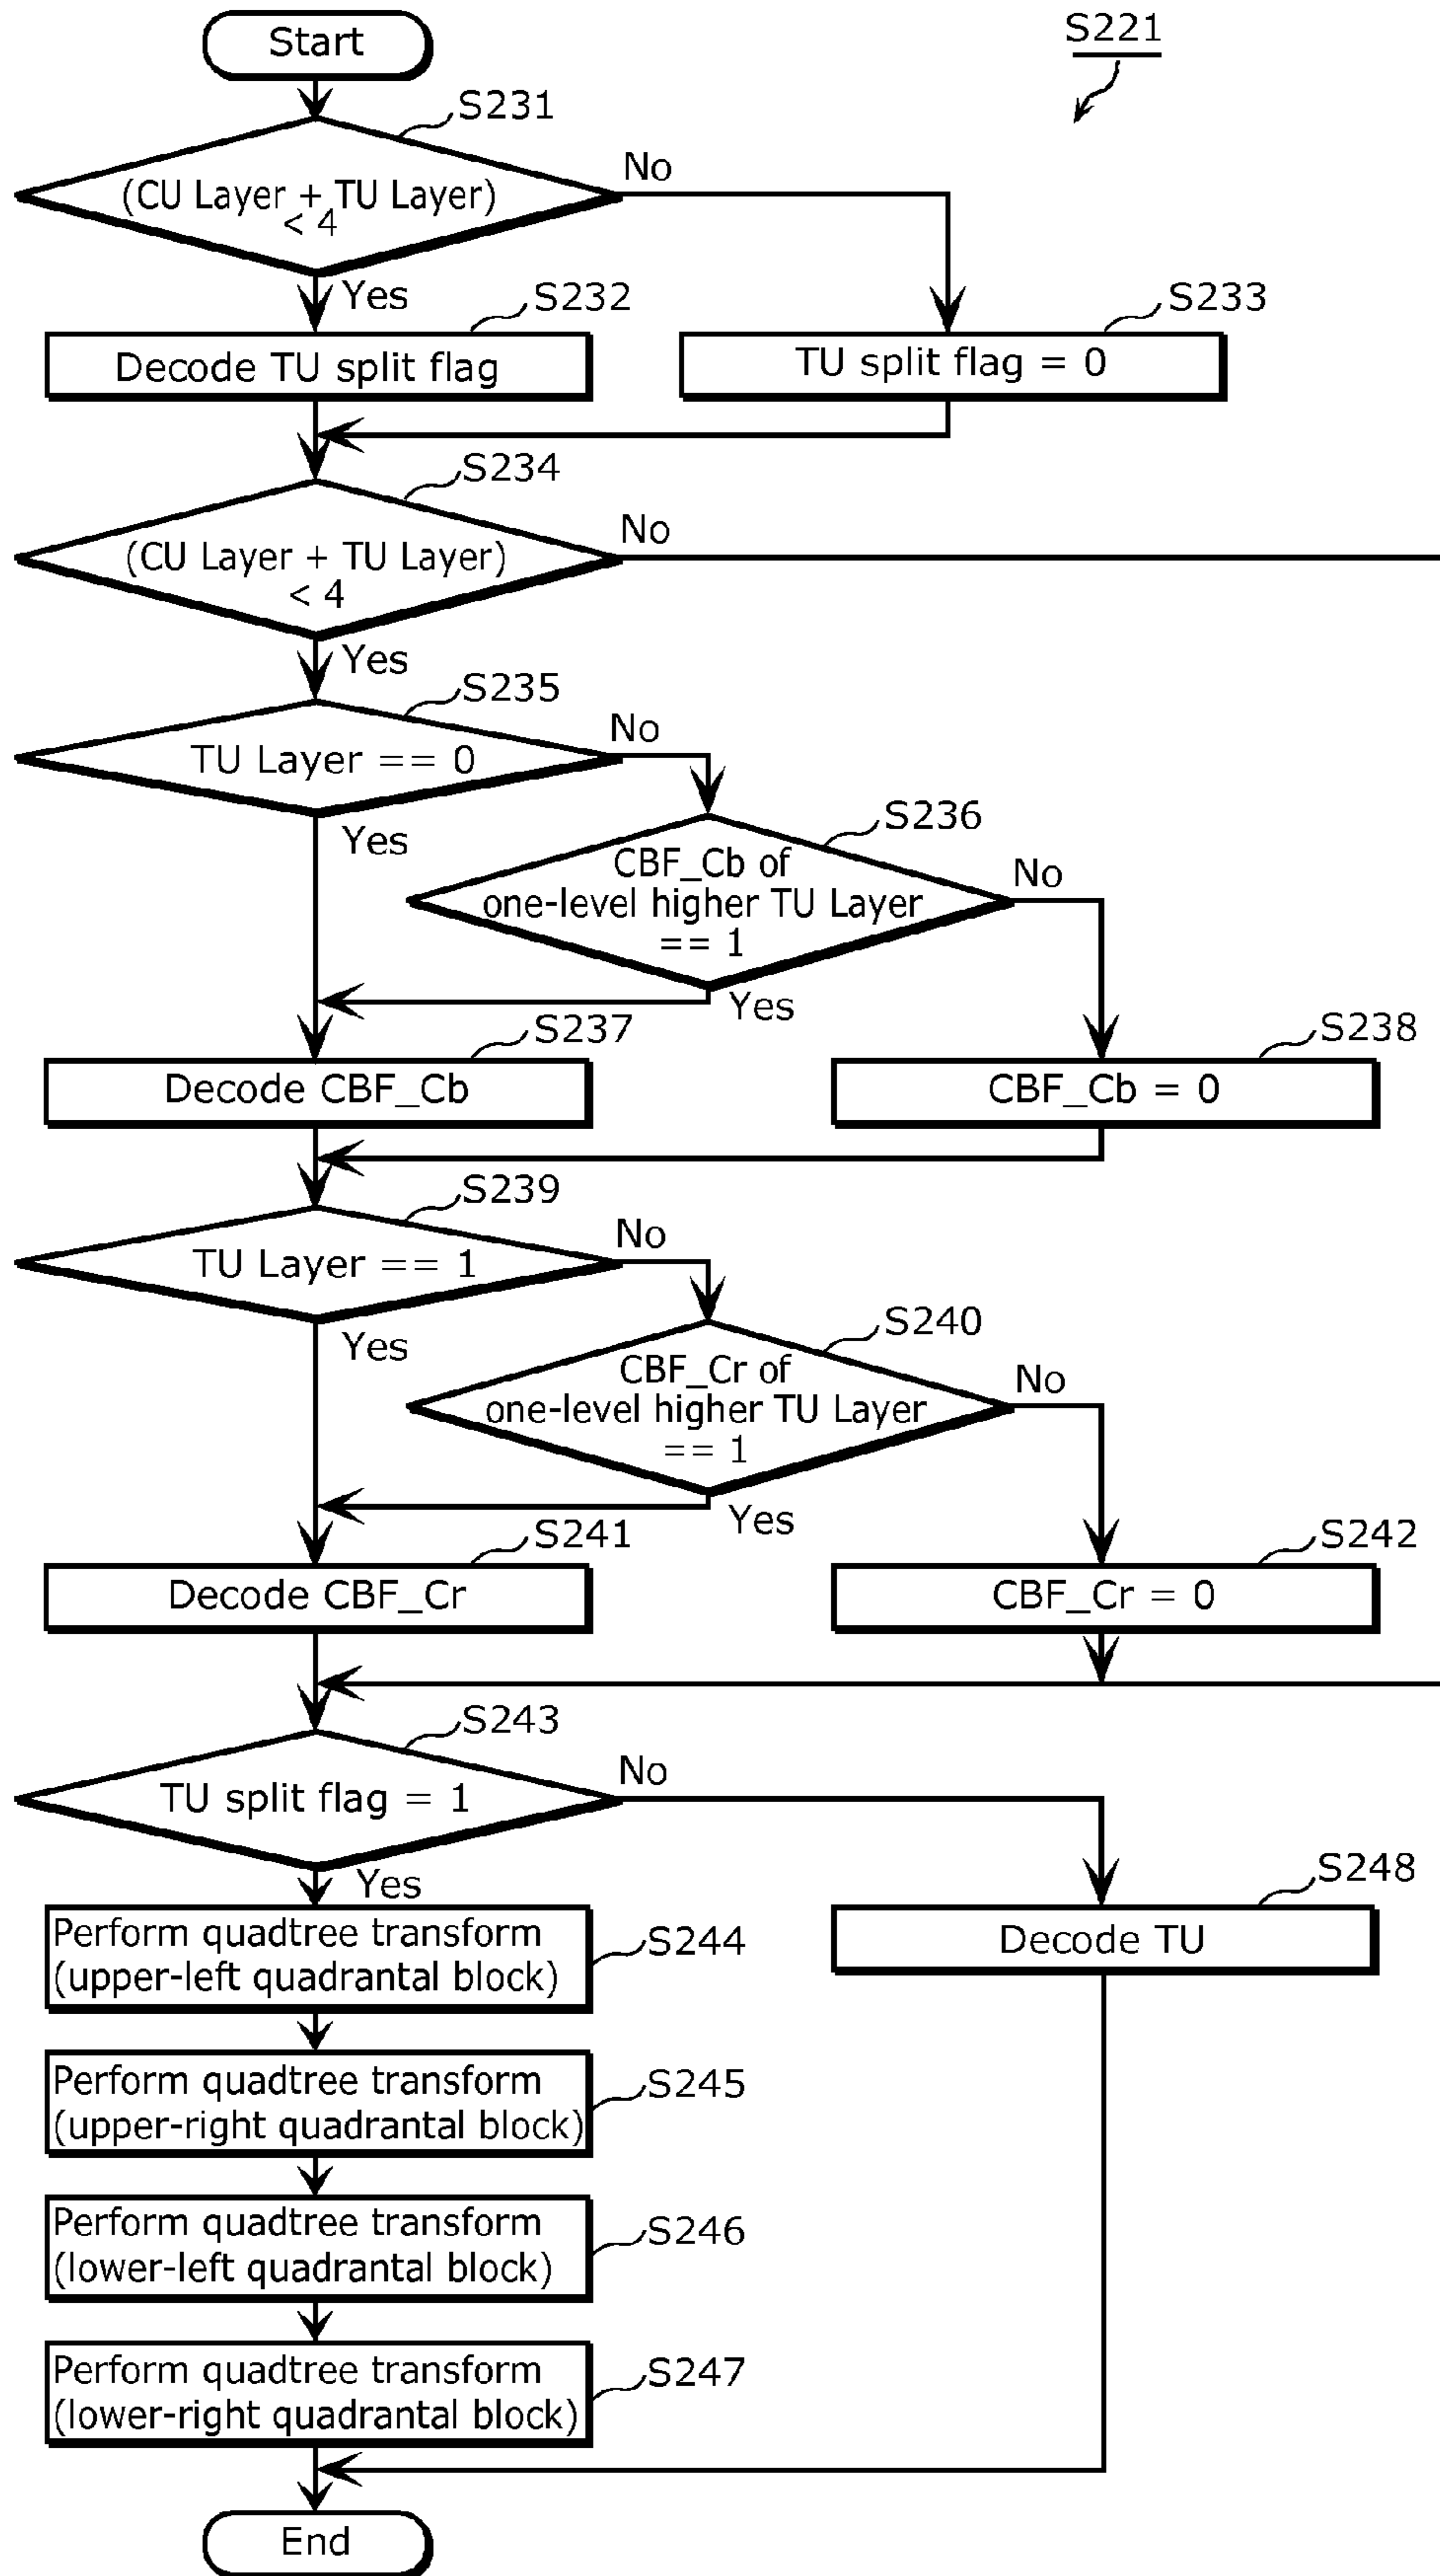 Start
S221
S231
(CU Layer + TU Layer)
< 4
No
Yes
S232
Decode TU split flag
S233
TU split flag = 0
S234
(CU Layer + TU Layer)
< 4
No
Yes
S235
TU Layer == 0
No
Yes
S236
CBF_Cb of
one-level higher TU Layer
== 1
No
Yes
S237
Decode CBF_Cb
S238
CBF_Cb = 0
S239
TU Layer == 1
No
Yes
S240
CBF_Cr of
one-level higher TU Layer
== 1
No
Yes
S241
Decode CBF_Cr
S242
CBF_Cr = 0
S243
TU split flag = 1
No
Yes
S244
Perform quadtree transform
(upper-left quadrantal block)
S248
Decode TU
S245
Perform quadtree transform
(upper-right quadrantal block)
S246
Perform quadtree transform
(lower-left quadrantal block)
S247
Perform quadtree transform
(lower-right quadrantal block)
End